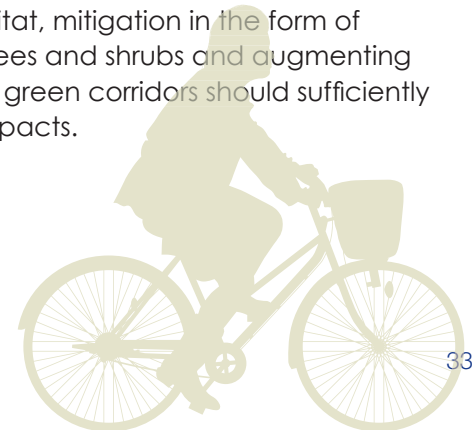 itat, mitigation in the form of
ees and shrubs and augmenting
green corridors should sufficiently
pacts.
33